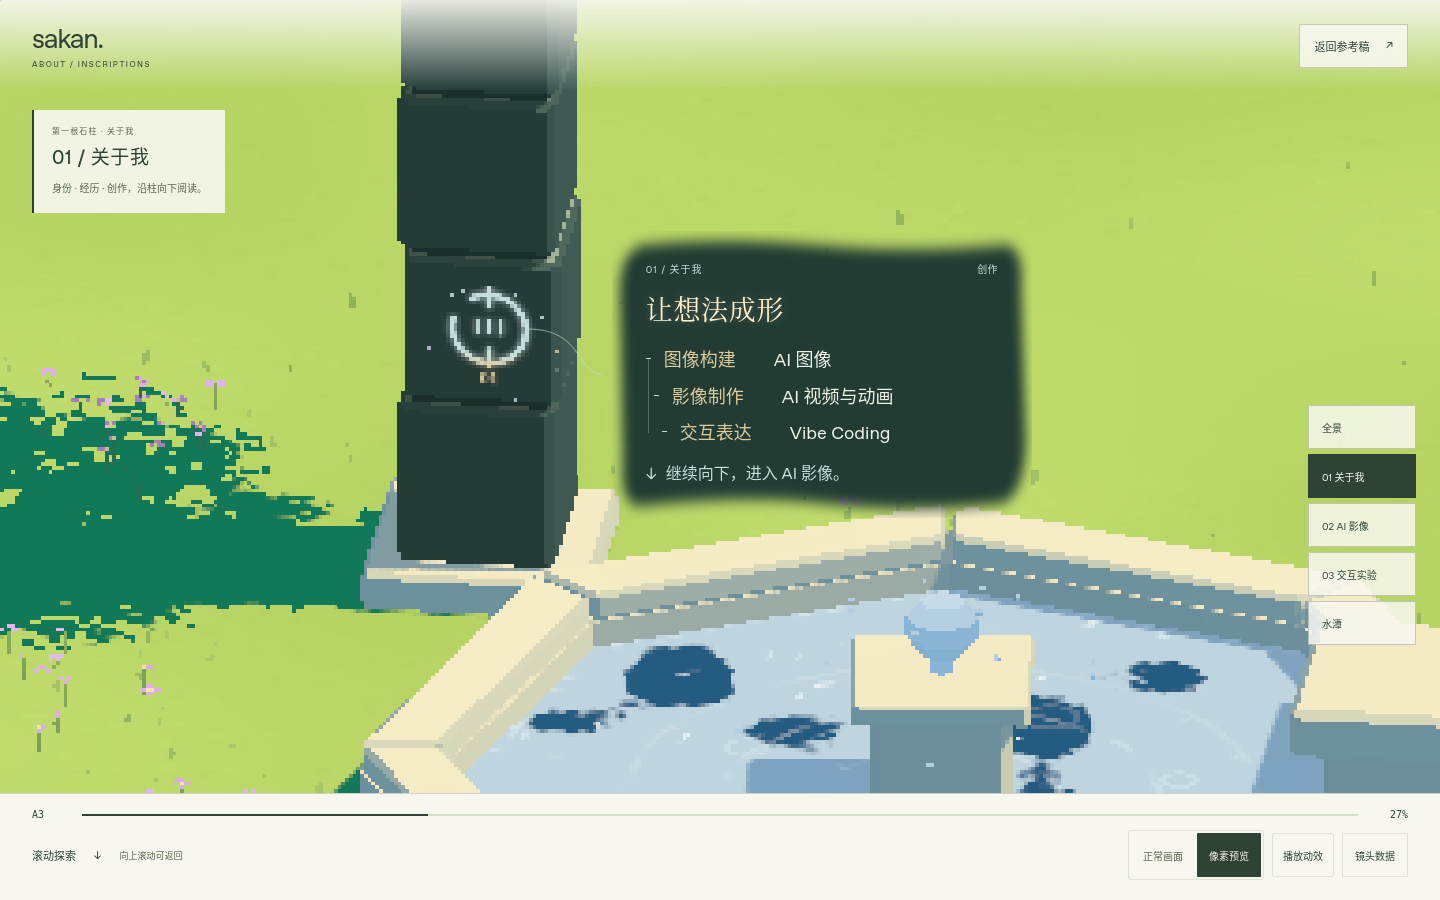 sakan.
ABOUT / INSCRIPTIONS
返回参考稿 ↗
第一根石柱 · 关于我
01 / 关于我
身份 · 经历 · 创作，沿柱向下阅读。
01 / 关于我 创作
让想法成形
图像构建 AI 图像
影像制作 AI 视频与动画
交互表达 Vibe Coding
↓ 继续向下，进入 AI 影像。
全景
01 关于我
02 AI 影像
03 交互实验
水潭
A3 27%
滚动探索 ↓ 向上滚动可返回
正常画面 像素预览 播放动效 镜头数据